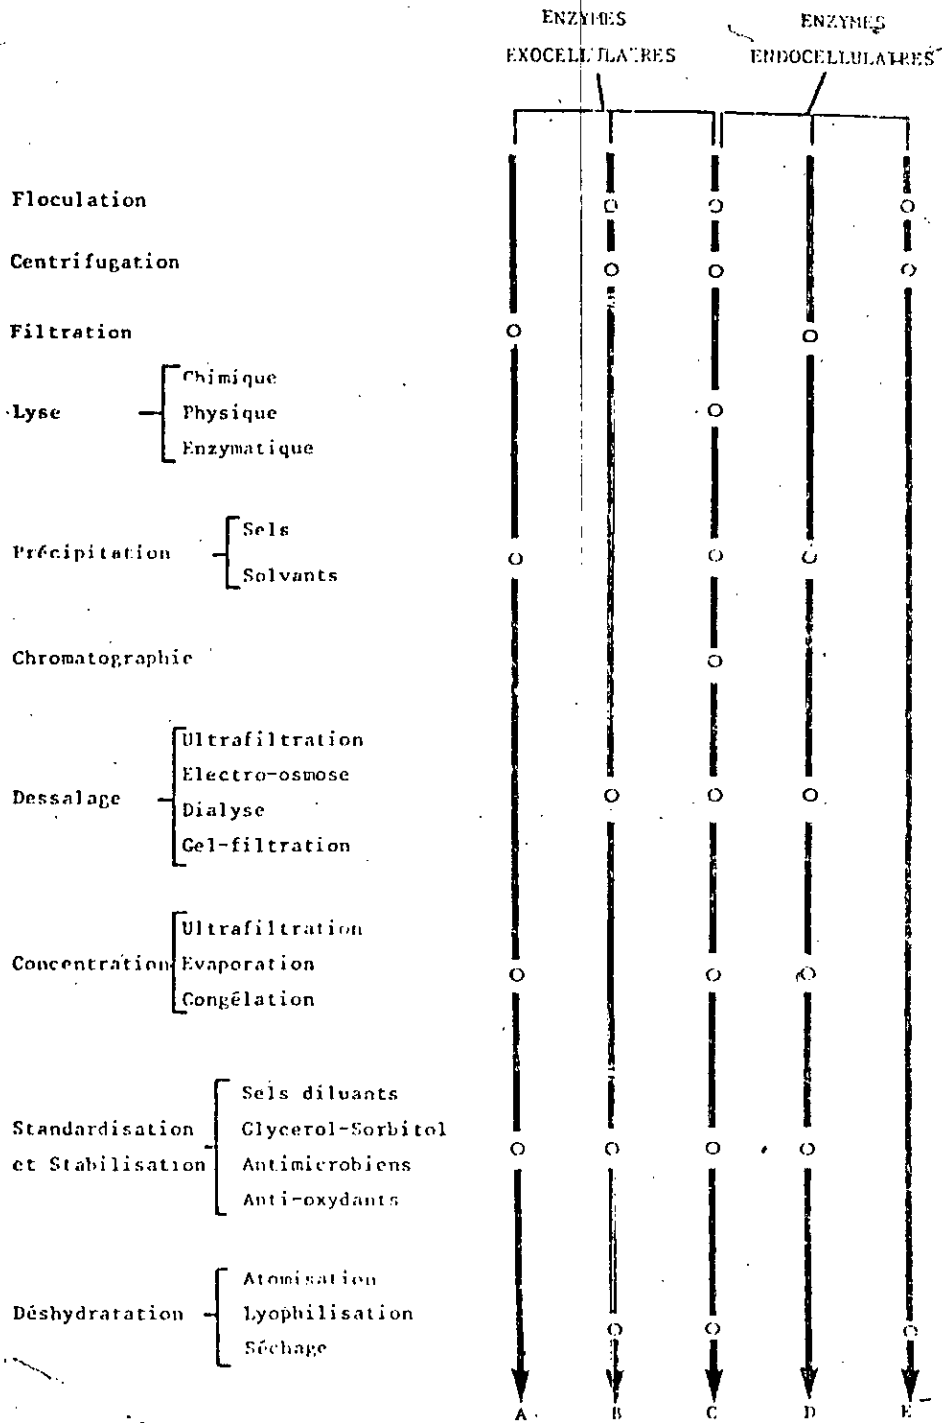 ENZYMES
EXOCELLULAIRES
ENZYMES
ENDOCELLULAIRES
Floculation
Centrifugation
Filtration
Lyse
Chimique
Physique
Enzymatique
Précipitation
Sels
Solvants
Chromatographie
Dessalage
Ultrafiltration
Electro-osmose
Dialyse
Gel-filtration
Concentration
Ultrafiltration
Evaporation
Congélation
Standardisation
et Stabilisation
Sels diluants
Glycerol-Sorbitol
Antimicrobiens
Anti-oxydants
Déshydratation
Atomisation
Lyophilisation
Séchage
A B C D E